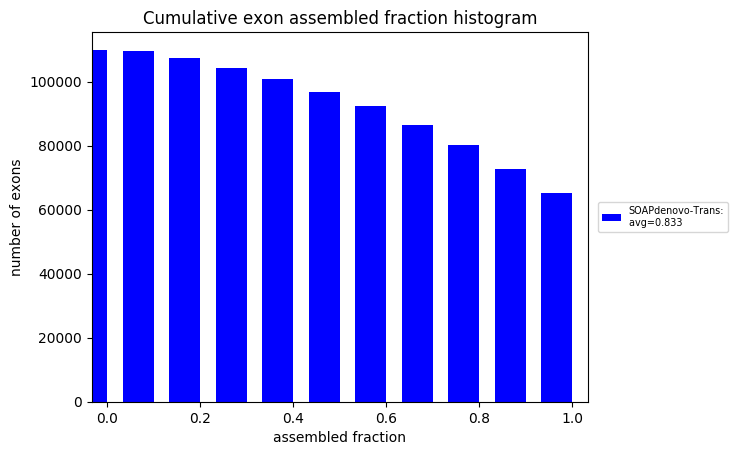 Cumulative exon assembled fraction histogram
number of exons
100000
80000
60000
40000
20000
0
0.0 0.2 0.4 0.6 0.8 1.0
assembled fraction
SOAPdenovo-Trans:
avg=0.833